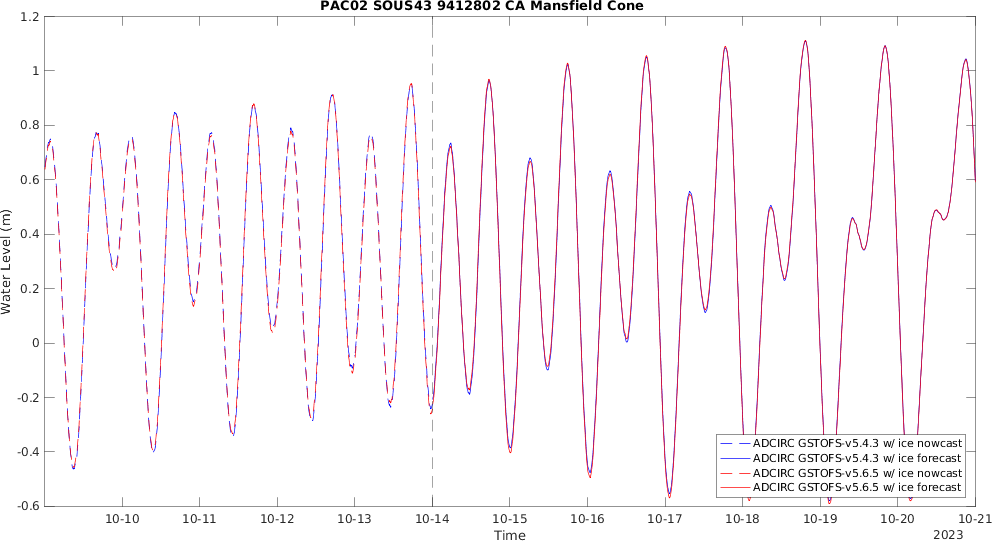 PAC02 SOUS43 9412802 CA Mansfield Cone
Water Level (m)
1.2
1
0.8
0.6
0.4
0.2
0
-0.2
-0.4
-0.6
ADCIRC GSTOFS-v5.4.3 w/ ice nowcast
ADCIRC GSTOFS-v5.4.3 w/ ice forecast
ADCIRC GSTOFS-v5.6.5 w/ ice nowcast
ADCIRC GSTOFS-v5.6.5 w/ ice forecast
10-10 10-11 10-12 10-13 10-14 10-15 10-16 10-17 10-18 10-19 10-20 10-21
Time
2023